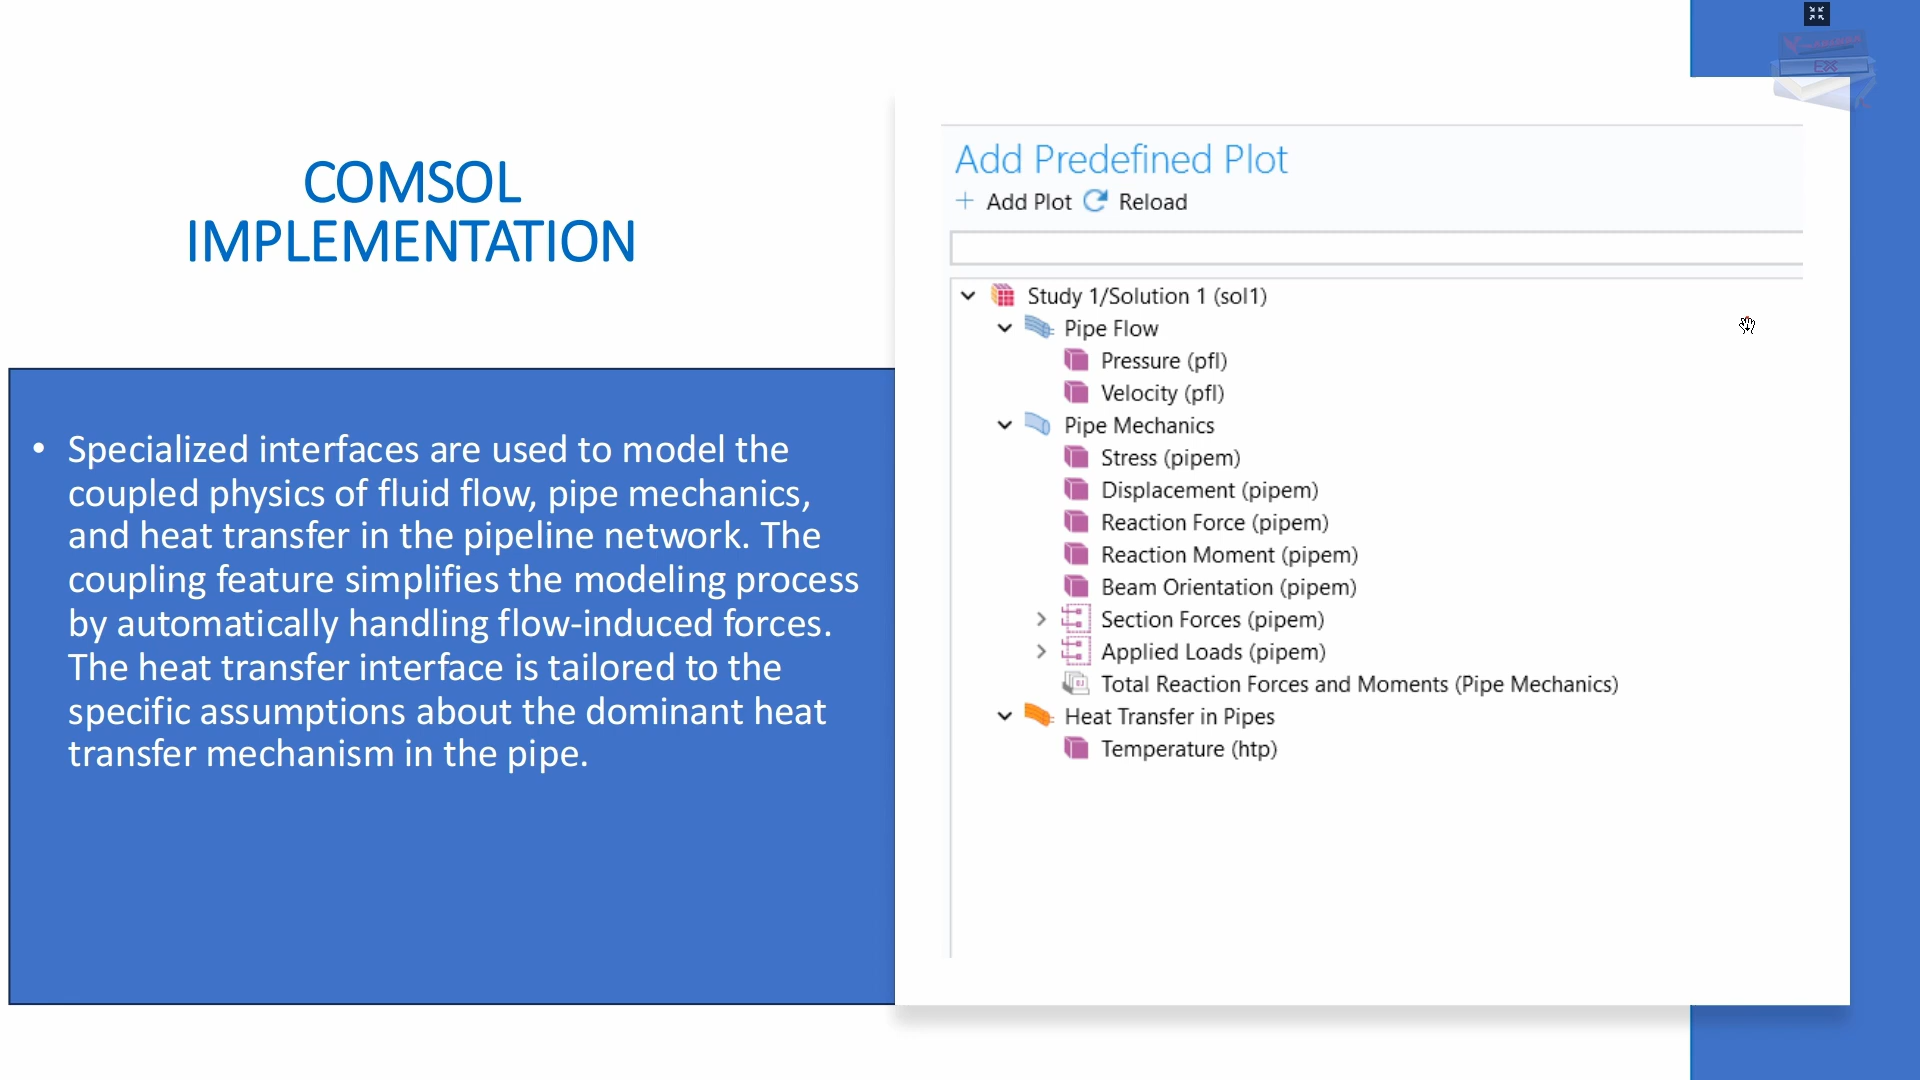 COMSOL
IMPLEMENTATION
• Specialized interfaces are used to model the
coupled physics of fluid flow, pipe mechanics,
and heat transfer in the pipeline network. The
coupling feature simplifies the modeling process
by automatically handling flow-induced forces.
The heat transfer interface is tailored to the
specific assumptions about the dominant heat
transfer mechanism in the pipe.
Add Predefined Plot
+ Add Plot Reload
Study 1/Solution 1 (sol1)
Pipe Flow
Pressure (pfl)
Velocity (pfl)
Pipe Mechanics
Stress (pipem)
Displacement (pipem)
Reaction Force (pipem)
Reaction Moment (pipem)
Beam Orientation (pipem)
Section Forces (pipem)
Applied Loads (pipem)
Total Reaction Forces and Moments (Pipe Mechanics)
Heat Transfer in Pipes
Temperature (htp)